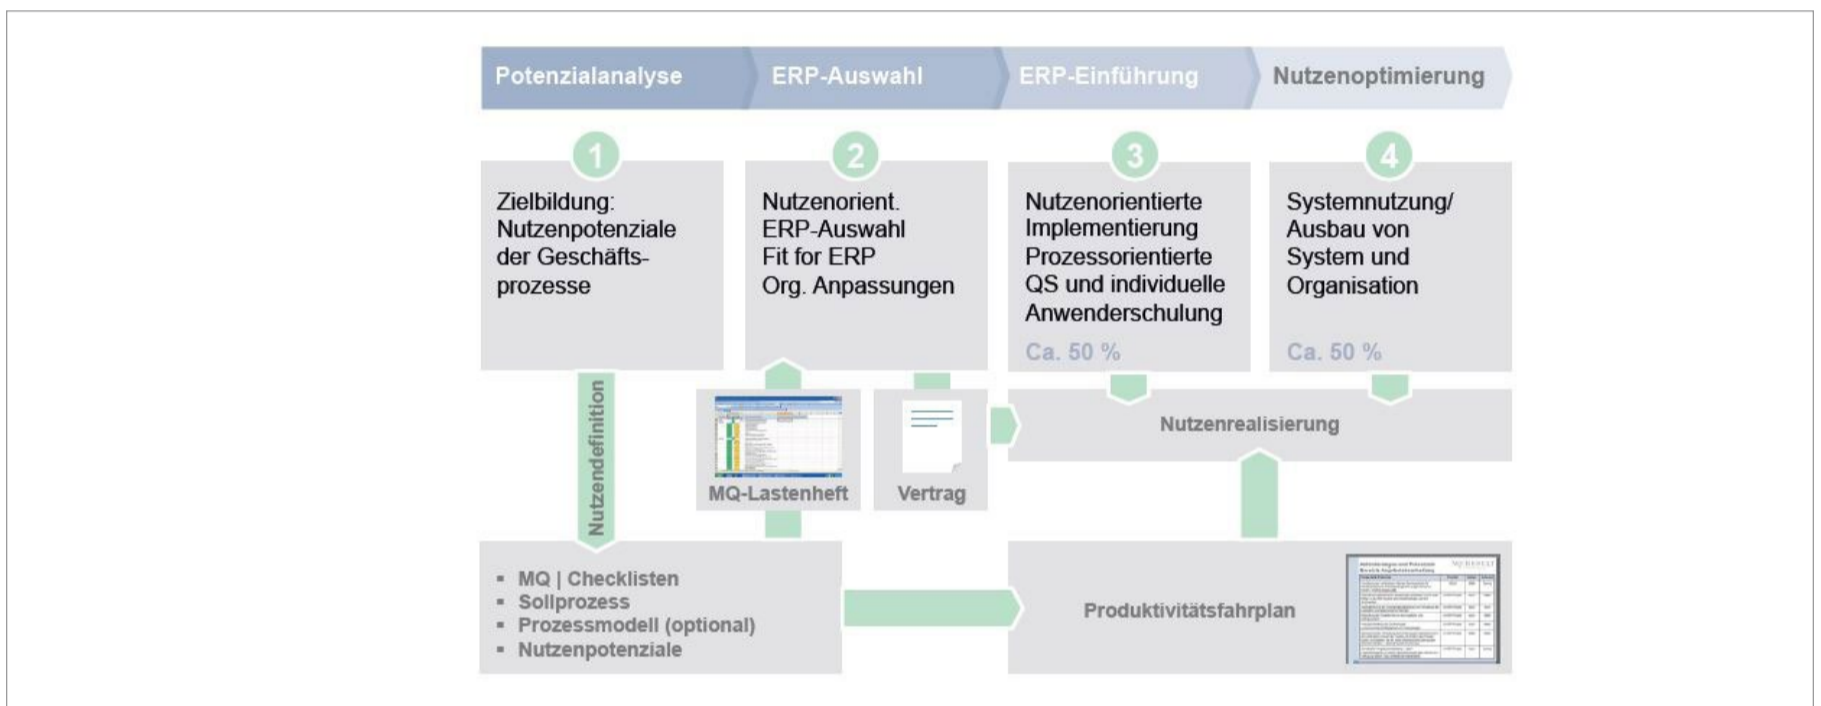 Potenzialanalyse
ERP-Auswahl
ERP-Einführung
Nutzenoptimierung
1
Zielbildung:
Nutzenpotenziale
der Geschäfts-
prozesse
2
Nutzenorient.
ERP-Auswahl
Fit for ERP
Org. Anpassungen
3
Nutzenorientierte
Implementierung
Prozessorientierte
QS und individuelle
Anwenderschulung
Ca. 50 %
4
Systemnutzung/
Ausbau von
System und
Organisation
Ca. 50 %
Nutzendefinition
MQ-Lastenheft
Vertrag
Nutzenrealisierung
▪ MQ | Checklisten
▪ Sollprozess
▪ Prozessmodell (optional)
▪ Nutzenpotenziale
Produktivitätsfahrplan